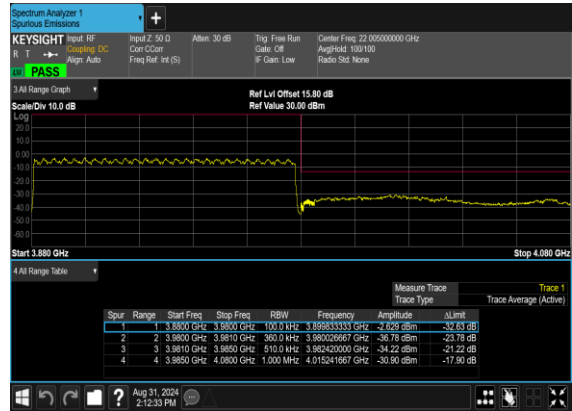 Spectrum Analyzer 1
Spurious Emissions
+
KEYSIGHT
R T
LW PASS
Input: RF
Coupling: DC
Align: Auto
Input Z: 50 Ω
Corr CCorr
Freq Ref: Int (S)
Atten: 30 dB
Trig: Free Run
Gate: Off
IF Gain: Low
Center Freq: 22.005000000 GHz
Avg|Hold: 100/100
Radio Std: None
3 All Range Graph
Scale/Div 10.0 dB
Ref Lvl Offset 15.80 dB
Ref Value 30.00 dBm
Log
20.0
10.0
0.00
-10.0
-20.0
-30.0
-40.0
-50.0
-60.0
Start 3.880 GHz Stop 4.080 GHz
4 All Range Table
Measure Trace Trace 1
Trace Type Trace Average (Active)
Spur Range Start Freq Stop Freq RBW Frequency Amplitude ΔLimit
1 1 3.8800 GHz 3.9800 GHz 100.0 kHz 3.899833333 GHz -2.629 dBm -32.63 dB
2 2 3.9800 GHz 3.9810 GHz 360.0 kHz 3.980026667 GHz -36.78 dBm -23.78 dB
3 3 3.9810 GHz 3.9850 GHz 510.0 kHz 3.982420000 GHz -34.22 dBm -21.22 dB
4 4 3.9850 GHz 4.0800 GHz 1.000 MHz 4.015241667 GHz -30.90 dBm -17.90 dB
?
Aug 31, 2024
2:12:33 PM